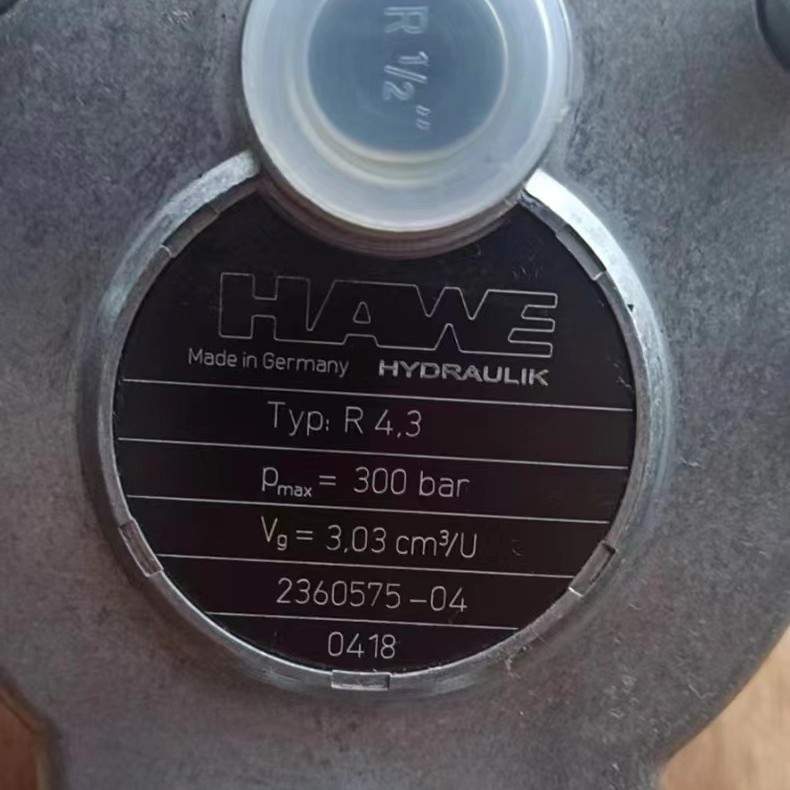 R 1/2"
HAWE
Made in Germany HYDRAULIK
Typ: R 4,3
pmax = 300 bar
Vg = 3,03 cm³/U
2360575-04
0418